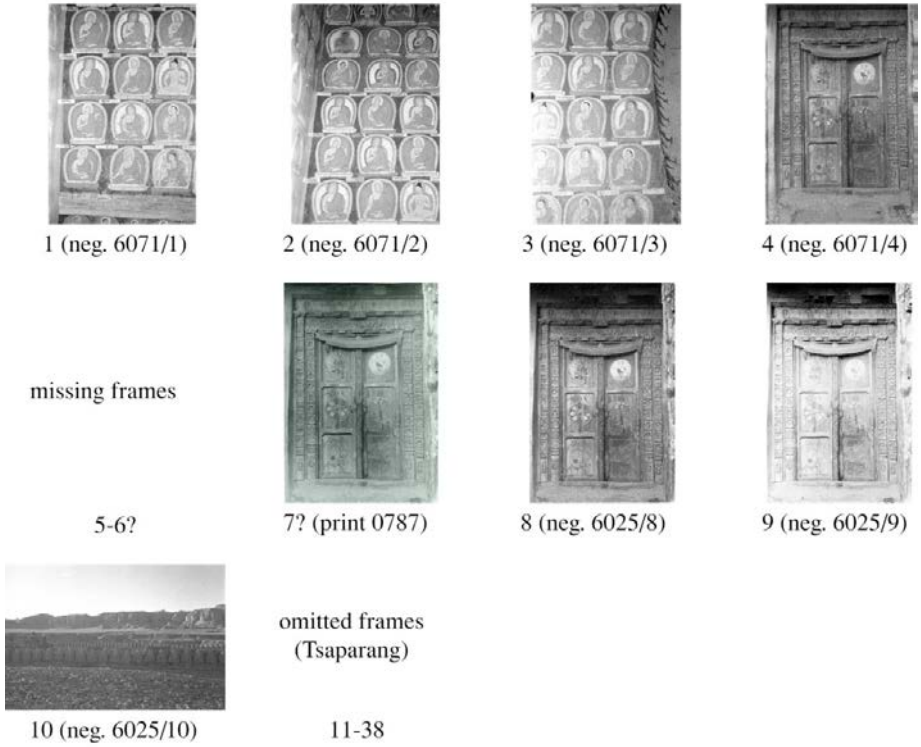 1 (neg. 6071/1)
2 (neg. 6071/2)
3 (neg. 6071/3)
4 (neg. 6071/4)
missing frames
5-6?
7? (print 0787)
8 (neg. 6025/8)
9 (neg. 6025/9)
10 (neg. 6025/10)
omitted frames
(Tsaparang)
11-38